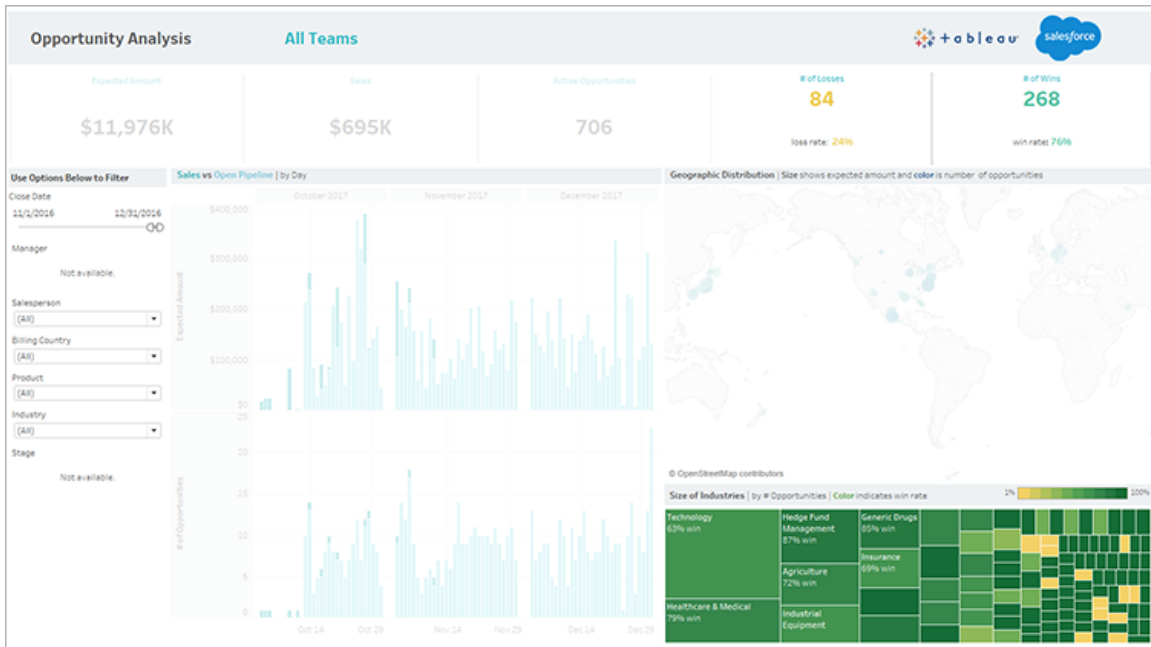 Opportunity Analysis
All Teams
+ a b l e a u
salesforce
Expected Amount
$11,976K
Sales
$695K
Active Opportunities
706
# of Losses
84
loss rate: 24%
# of Wins
268
win rate: 76%
Use Options Below to Filter
Close Date
11/1/2016 12/31/2016
Manager
Not available.
Salesperson
(All)
Billing Country
(All)
Product
(All)
Industry
(All)
Stage
Not available.
Sales vs Open Pipeline | by Day
October 2017 November 2017 December 2017
Expected Amount
$400,000
$300,000
$200,000
$100,000
$0
# of Opportunities
25
20
15
10
5
0
Oct 14 Oct 29 Nov 14 Nov 29 Dec 14 Dec 29
Geographic Distribution | Size shows expected amount and color is number of opportunities
© OpenStreetMap contributors
Size of Industries | by # Opportunities | Color indicates win rate
1% 100%
Technology
63% win
Healthcare & Medical
79% win
Hedge Fund
Management
87% win
Agriculture
72% win
Industrial
Equipment
Generic Drugs
85% win
Insurance
69% win